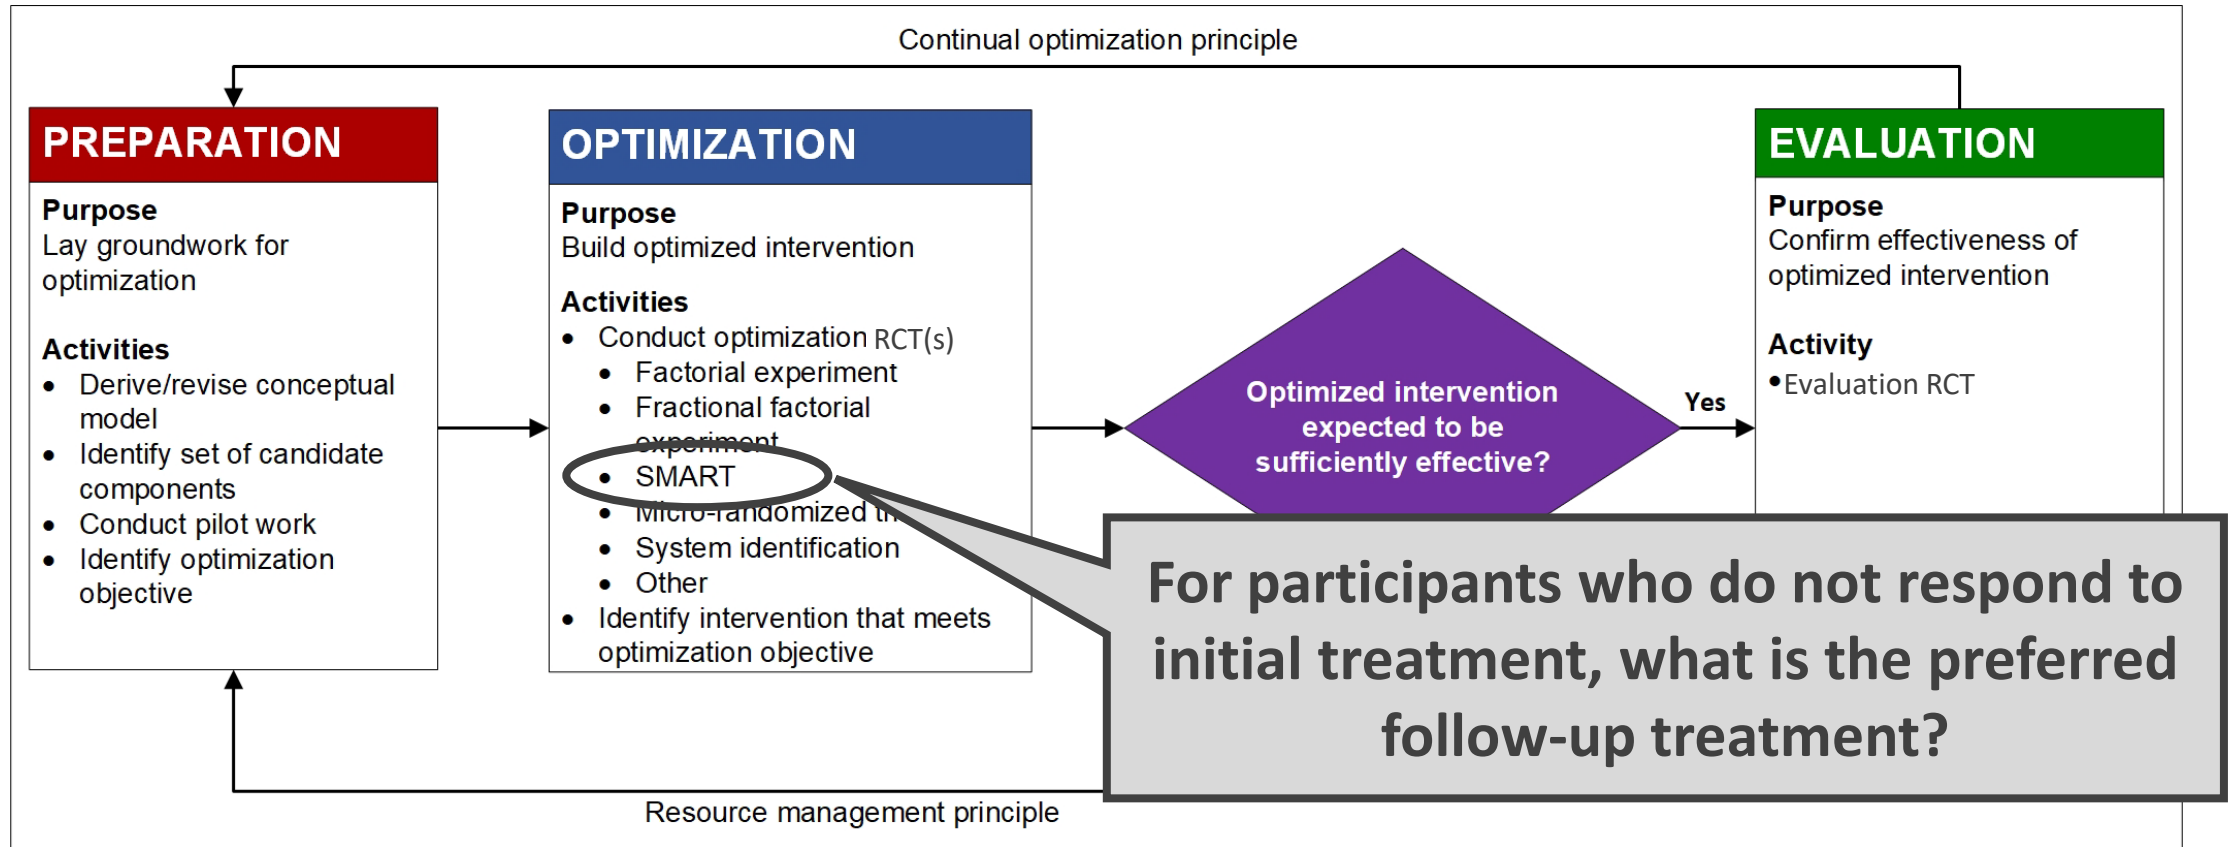 Continual optimization principle
PREPARATION
Purpose
Lay groundwork for
optimization
Activities
• Derive/revise conceptual
model
• Identify set of candidate
components
• Conduct pilot work
• Identify optimization
objective
OPTIMIZATION
Purpose
Build optimized intervention
Activities
• Conduct optimization RCT(s)
• Factorial experiment
• Fractional factorial
experiment
• SMART
• Micro-randomized
• System identification
• Other
• Identify intervention that meets
optimization objective
Optimized intervention
expected to be
sufficiently effective?
Yes
EVALUATION
Purpose
Confirm effectiveness of
optimized intervention
Activity
•Evaluation RCT
For participants who do not respond to
initial treatment, what is the preferred
follow-up treatment?
Resource management principle